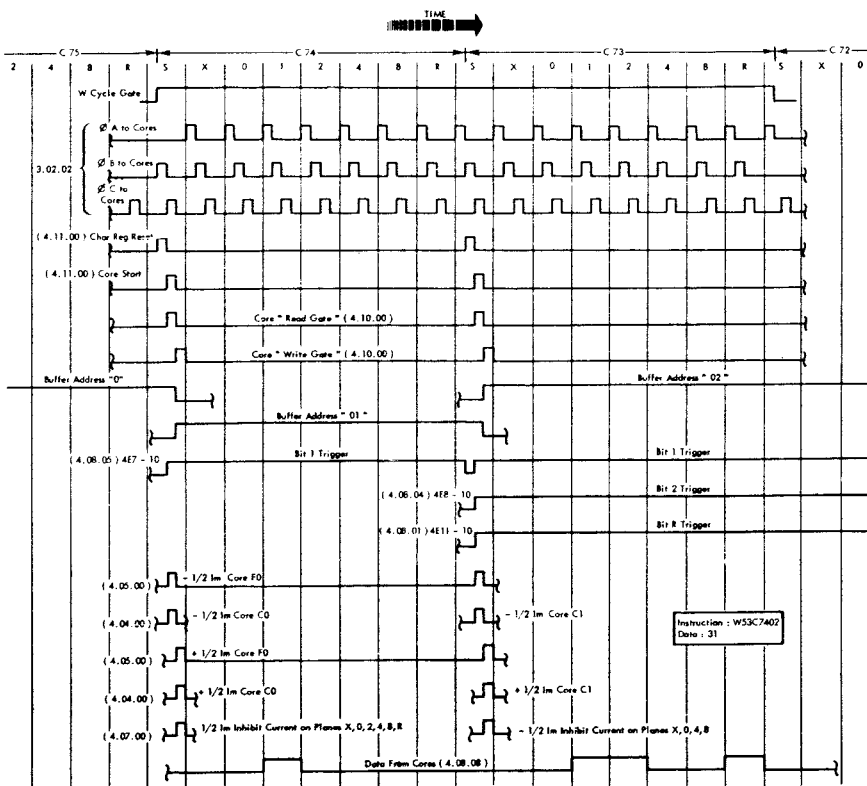 TIME
C 75 C 74 C 73 C 72
2 4 8 R S X 0 1 2 4 8 R S X 0 1 2 4 8 R S X 0
W Cycle Gate
Ø A to Cores
3.02.02
Ø B to Cores
Ø C to
Cores
( 4.11.00 ) Char Reg Reset
( 4.11.00 ) Core Start
Core " Read Gate " ( 4.10.00 )
Core " Write Gate " ( 4.10.00 )
Buffer Address "0"
Buffer Address " 02 "
Buffer Address " 01 "
( 4.08.05 ) 4E7 - 10
Bit 1 Trigger
Bit 1 Trigger
( 4.08.04 ) 4E8 - 10
Bit 2 Trigger
( 4.08.01 ) 4E11 - 10
Bit R Trigger
( 4.05.00 ) - 1/2 Im Core F0
( 4.04.00 ) - 1/2 Im Core C0 - 1/2 Im Core C1
Instruction : W53C7402
Data : 31
( 4.05.00 ) + 1/2 Im Core F0
( 4.04.00 ) + 1/2 Im Core C0 + 1/2 Im Core C1
( 4.07.00 ) 1/2 Im Inhibit Current on Planes X,0,2,4,8,R - 1/2 Im Inhibit Current on Planes X,0,4,8
Data From Cores ( 4.08.08 )